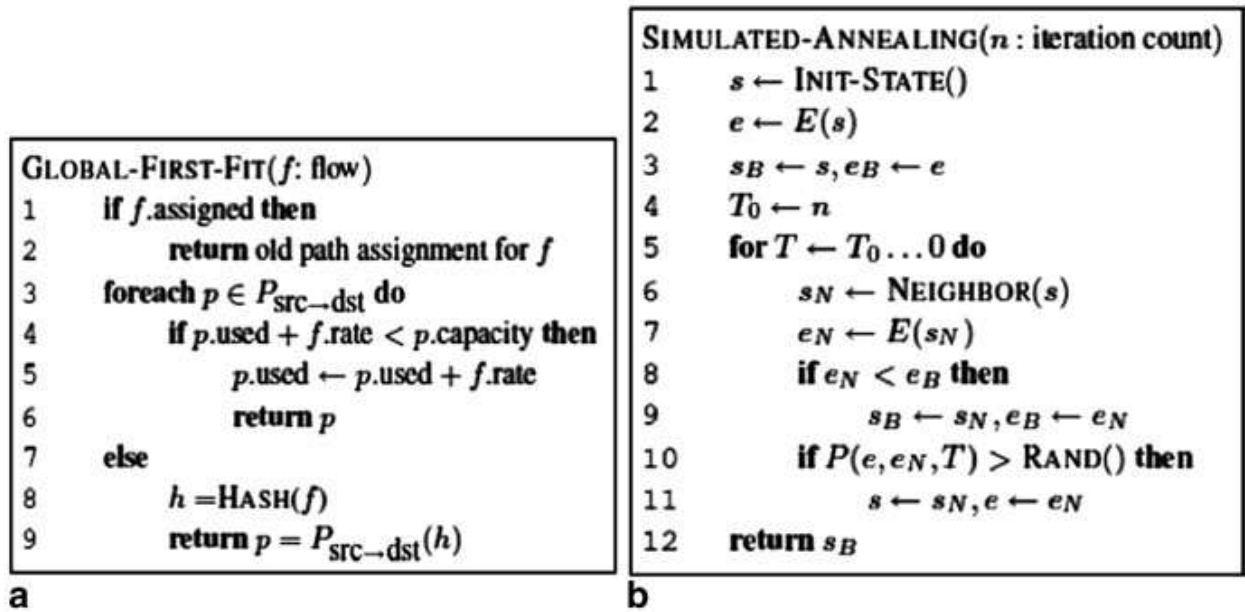 GLOBAL-FIRST-FIT(f: flow)
1 if f.assigned then
2 return old path assignment for f
3 foreach p ∈ P_src→dst do
4 if p.used + f.rate < p.capacity then
5 p.used ← p.used + f.rate
6 return p
7 else
8 h =HASH(f)
9 return p = P_src→dst(h)
a
SIMULATED-ANNEALING(n : iteration count)
1 s ← INIT-STATE()
2 e ← E(s)
3 s_B ← s, e_B ← e
4 T_0 ← n
5 for T ← T_0 … 0 do
6 s_N ← NEIGHBOR(s)
7 e_N ← E(s_N)
8 if e_N < e_B then
9 s_B ← s_N, e_B ← e_N
10 if P(e, e_N, T) > RAND() then
11 s ← s_N, e ← e_N
12 return s_B
b